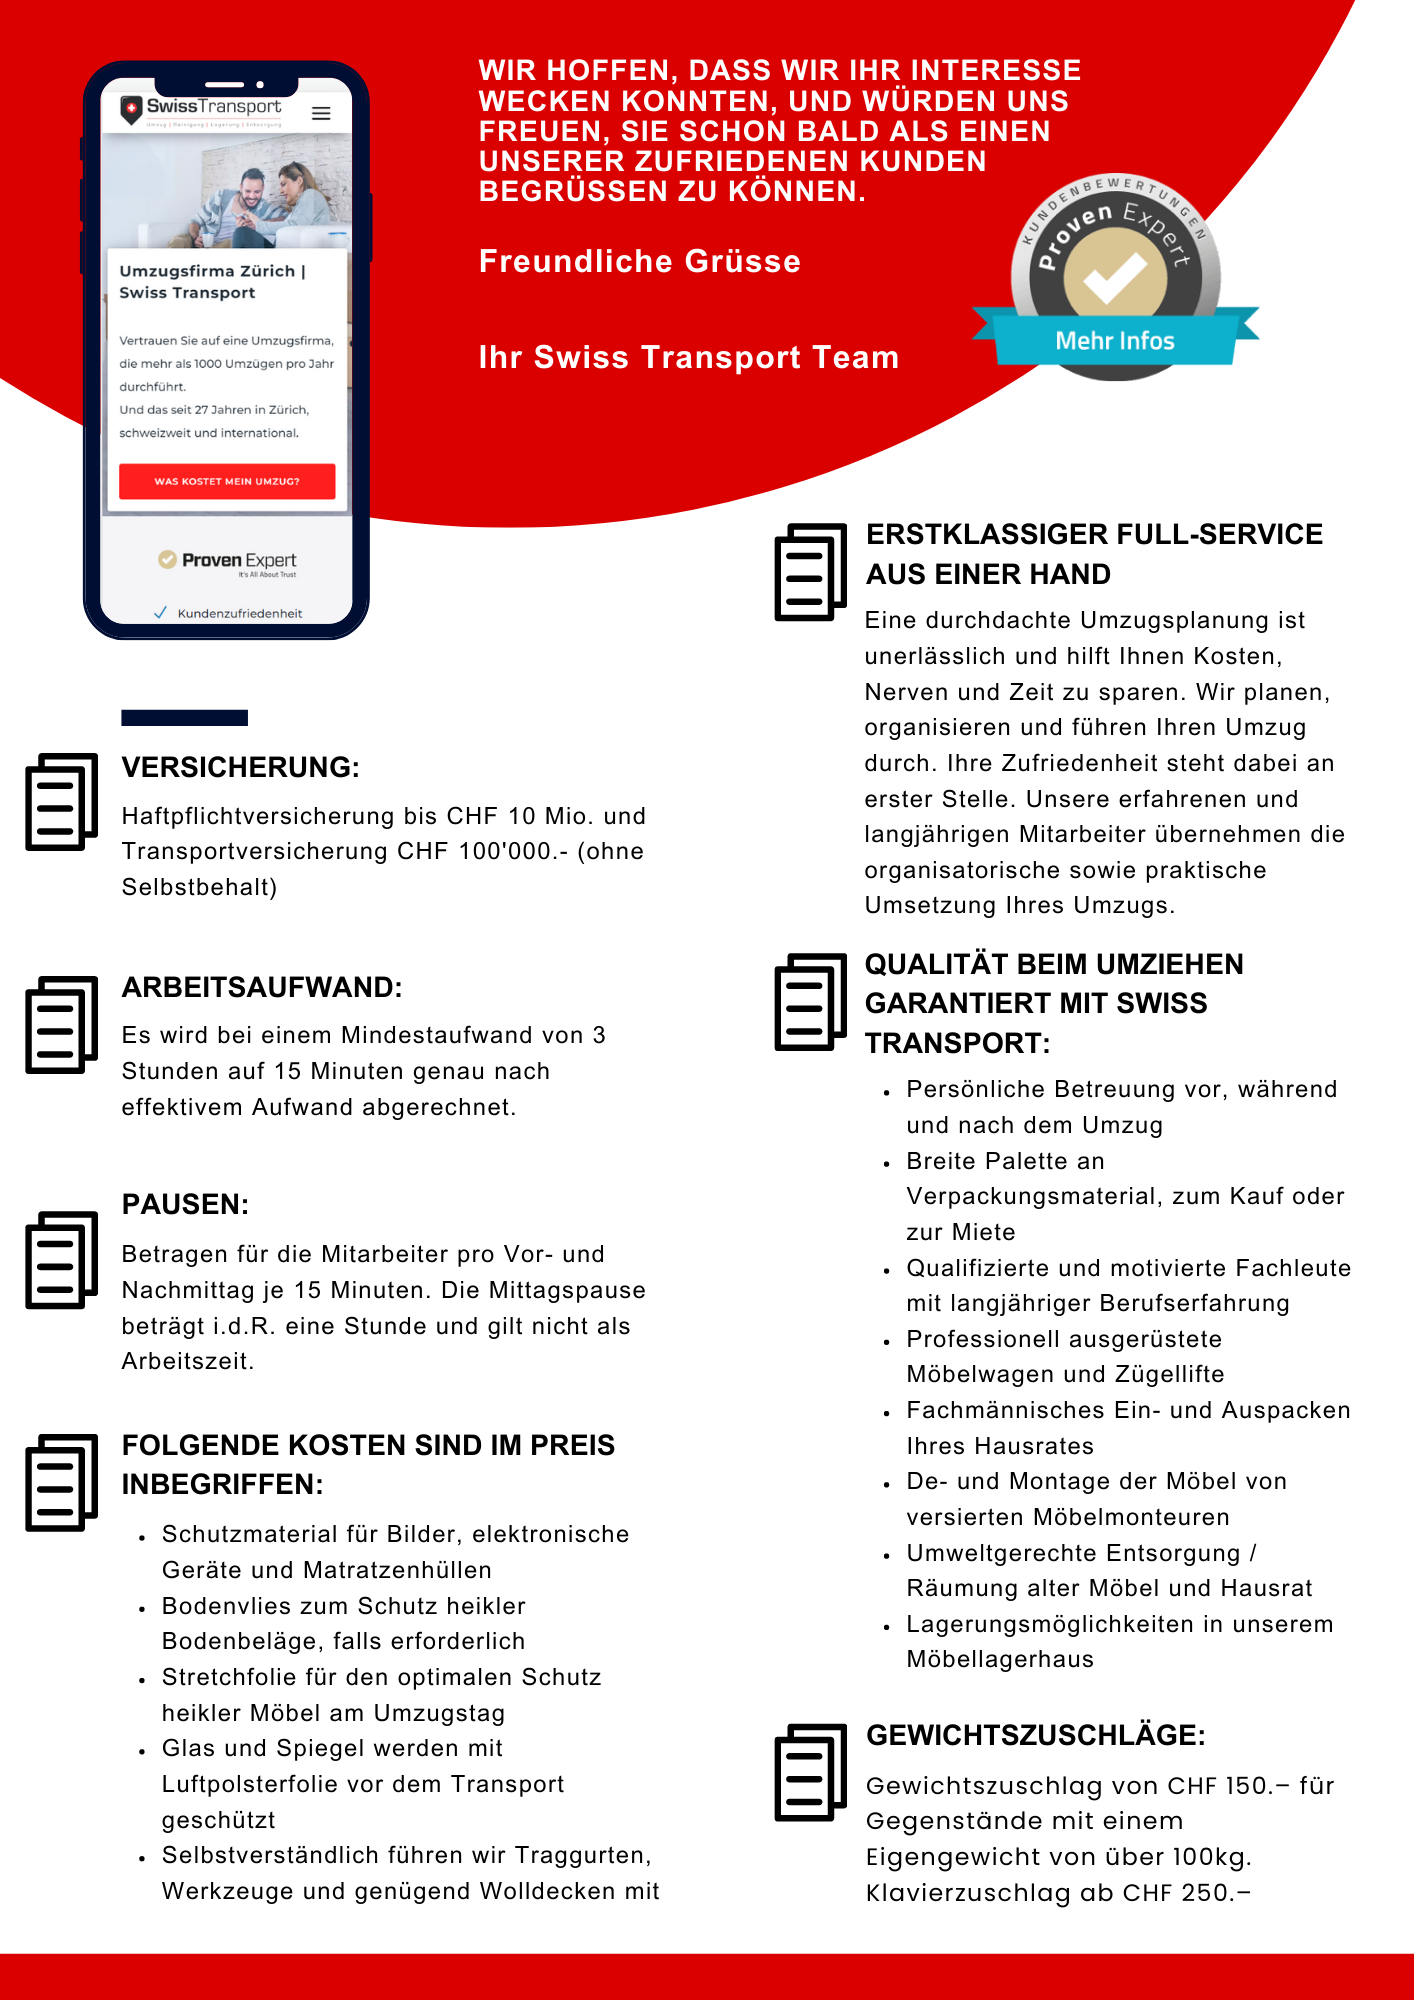 SwissTransport
Umzug | Reinigung | Lagerung | Entsorgung
Umzugsfirma Zürich |
Swiss Transport
Vertrauen Sie auf eine Umzugsfirma,
die mehr als 1000 Umzügen pro Jahr
durchführt.
Und das seit 27 Jahren in Zürich,
schweizweit und international.
WAS KOSTET MEIN UMZUG?
Proven Expert
It's All About Trust
Kundenzufriedenheit
WIR HOFFEN, DASS WIR IHR INTERESSE
WECKEN KONNTEN, UND WÜRDEN UNS
FREUEN, SIE SCHON BALD ALS EINEN
UNSERER ZUFRIEDENEN KUNDEN
BEGRÜSSEN ZU KÖNNEN.
Freundliche Grüsse
Ihr Swiss Transport Team
KUNDENBEWERTUNGEN
Proven Expert
Mehr Infos
VERSICHERUNG:
Haftpflichtversicherung bis CHF 10 Mio. und
Transportversicherung CHF 100'000.- (ohne
Selbstbehalt)
ARBEITSAUFWAND:
Es wird bei einem Mindestaufwand von 3
Stunden auf 15 Minuten genau nach
effektivem Aufwand abgerechnet.
PAUSEN:
Betragen für die Mitarbeiter pro Vor- und
Nachmittag je 15 Minuten. Die Mittagspause
beträgt i.d.R. eine Stunde und gilt nicht als
Arbeitszeit.
FOLGENDE KOSTEN SIND IM PREIS
INBEGRIFFEN:
• Schutzmaterial für Bilder, elektronische
Geräte und Matratzenhüllen
• Bodenvlies zum Schutz heikler
Bodenbeläge, falls erforderlich
• Stretchfolie für den optimalen Schutz
heikler Möbel am Umzugstag
• Glas und Spiegel werden mit
Luftpolsterfolie vor dem Transport
geschützt
• Selbstverständlich führen wir Traggurten,
Werkzeuge und genügend Wolldecken mit
ERSTKLASSIGER FULL-SERVICE
AUS EINER HAND
Eine durchdachte Umzugsplanung ist
unerlässlich und hilft Ihnen Kosten,
Nerven und Zeit zu sparen. Wir planen,
organisieren und führen Ihren Umzug
durch. Ihre Zufriedenheit steht dabei an
erster Stelle. Unsere erfahrenen und
langjährigen Mitarbeiter übernehmen die
organisatorische sowie praktische
Umsetzung Ihres Umzugs.
QUALITÄT BEIM UMZIEHEN
GARANTIERT MIT SWISS
TRANSPORT:
• Persönliche Betreuung vor, während
und nach dem Umzug
• Breite Palette an
Verpackungsmaterial, zum Kauf oder
zur Miete
• Qualifizierte und motivierte Fachleute
mit langjähriger Berufserfahrung
• Professionell ausgerüstete
Möbelwagen und Zügellifte
• Fachmännisches Ein- und Auspacken
Ihres Hausrates
• De- und Montage der Möbel von
versierten Möbelmonteuren
• Umweltgerechte Entsorgung /
Räumung alter Möbel und Hausrat
• Lagerungsmöglichkeiten in unserem
Möbellagerhaus
GEWICHTSZUSCHLÄGE:
Gewichtszuschlag von CHF 150.– für
Gegenstände mit einem
Eigengewicht von über 100kg.
Klavierzuschlag ab CHF 250.–